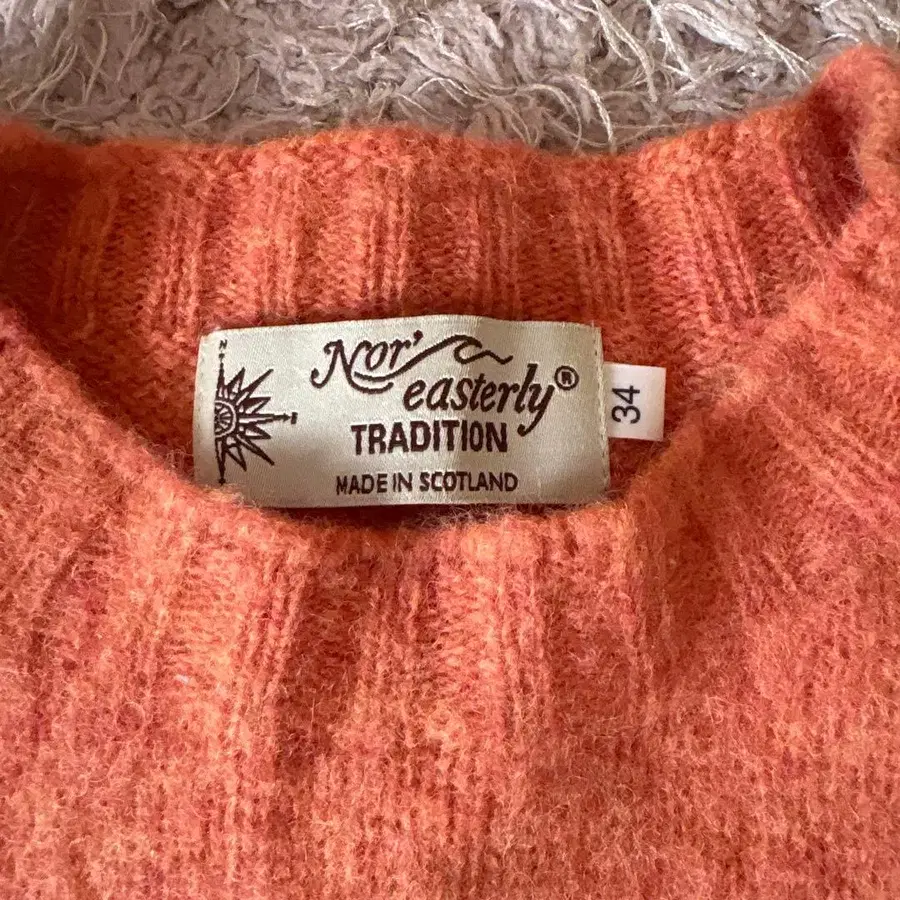 Nor'
easterly®
TRADITION
MADE IN SCOTLAND
34
N